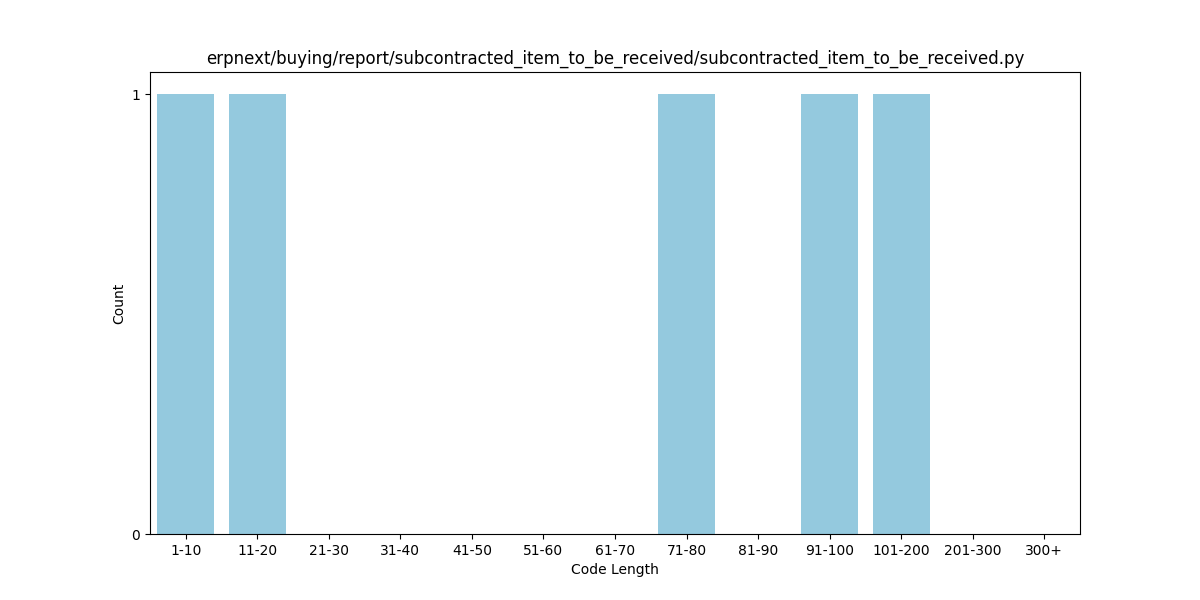 erpnext/buying/report/subcontracted_item_to_be_received/subcontracted_item_to_be_received.py
1
Count
0
1-10 11-20 21-30 31-40 41-50 51-60 61-70 71-80 81-90 91-100 101-200 201-300 300+
Code Length